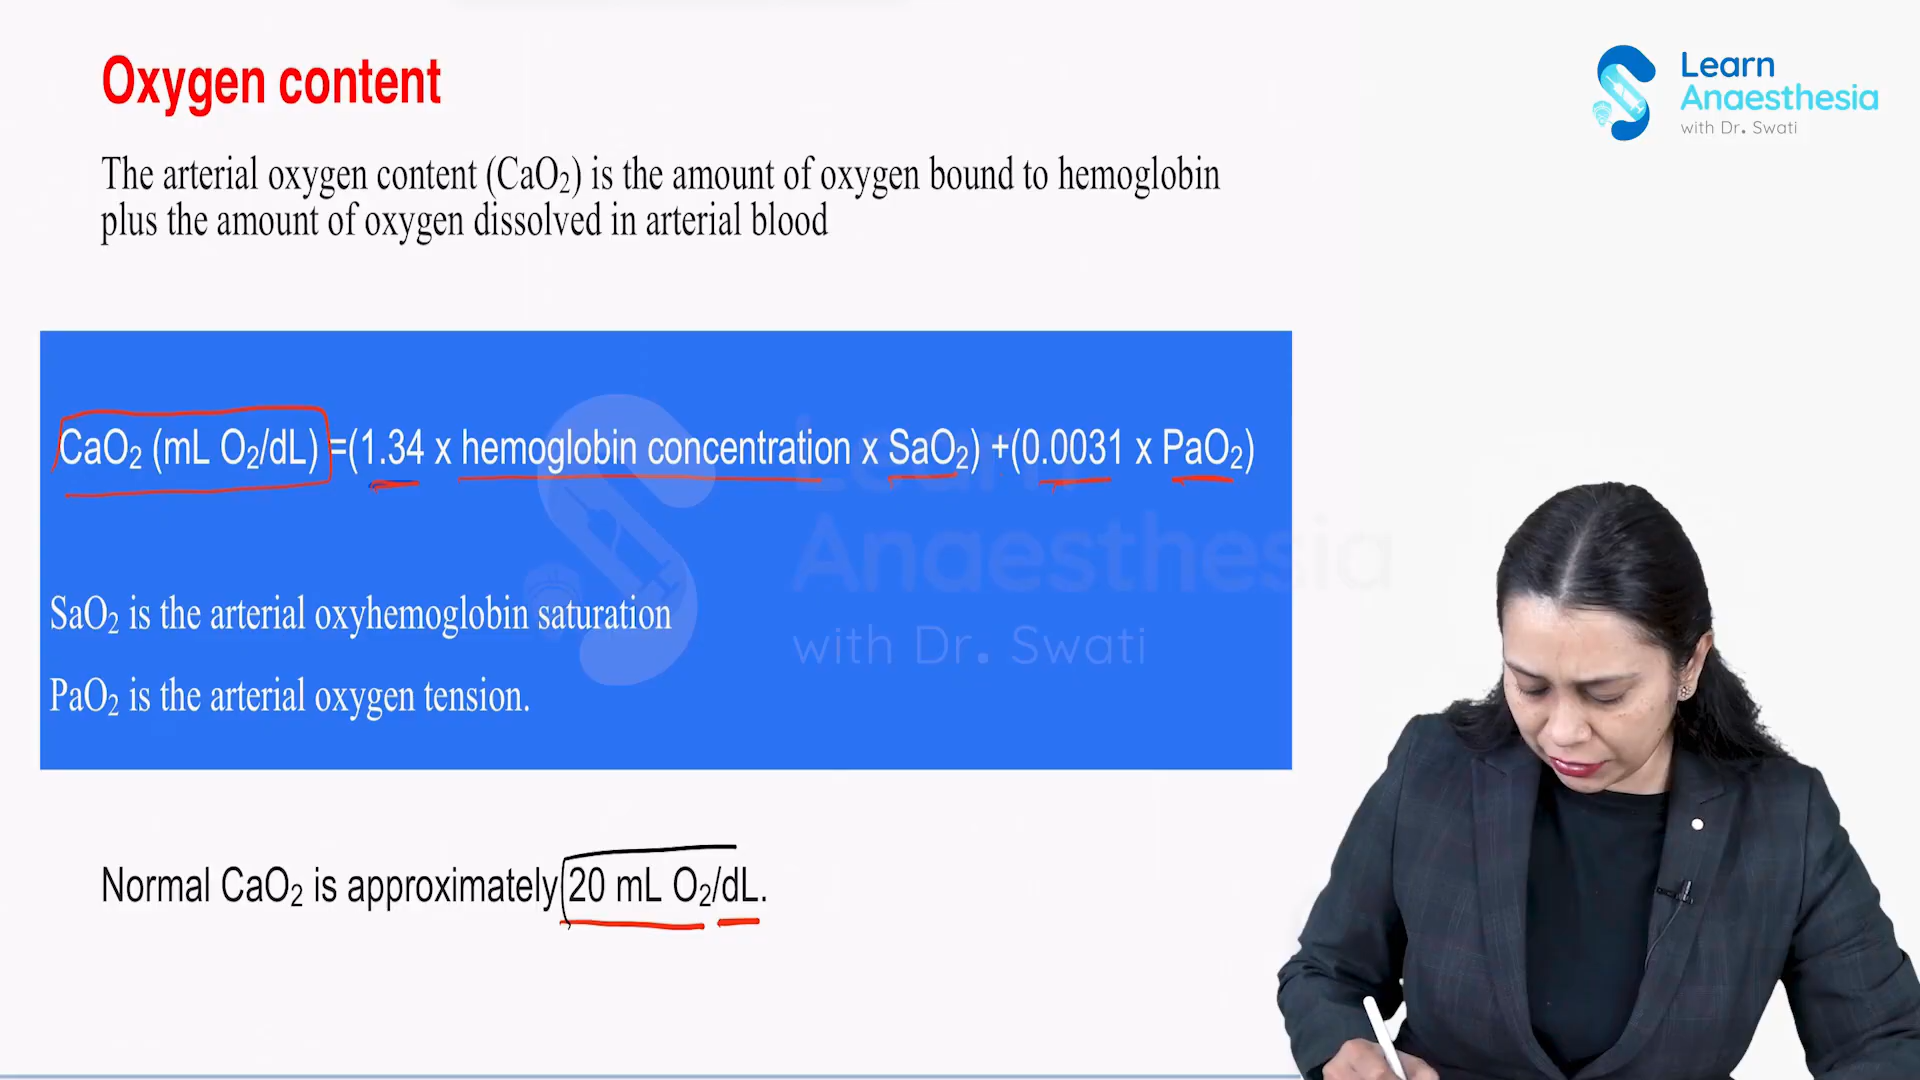 Oxygen content
Learn
Anaesthesia
with Dr. Swati
The arterial oxygen content (CaO₂) is the amount of oxygen bound to hemoglobin
plus the amount of oxygen dissolved in arterial blood
CaO₂ (mL O₂/dL) =(1.34 x hemoglobin concentration x SaO₂) +(0.0031 x PaO₂)
Learn
Anaesthesia
with Dr. Swati
SaO₂ is the arterial oxyhemoglobin saturation
PaO₂ is the arterial oxygen tension.
Normal CaO₂ is approximately 20 mL O₂/dL.